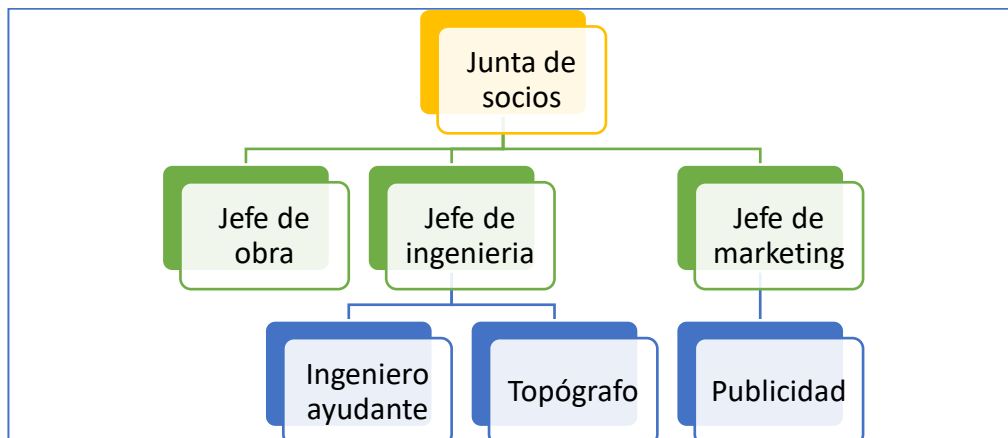 Junta de
socios
Jefe de
obra
Jefe de
ingenieria
Jefe de
marketing
Ingeniero
ayudante
Topógrafo
Publicidad